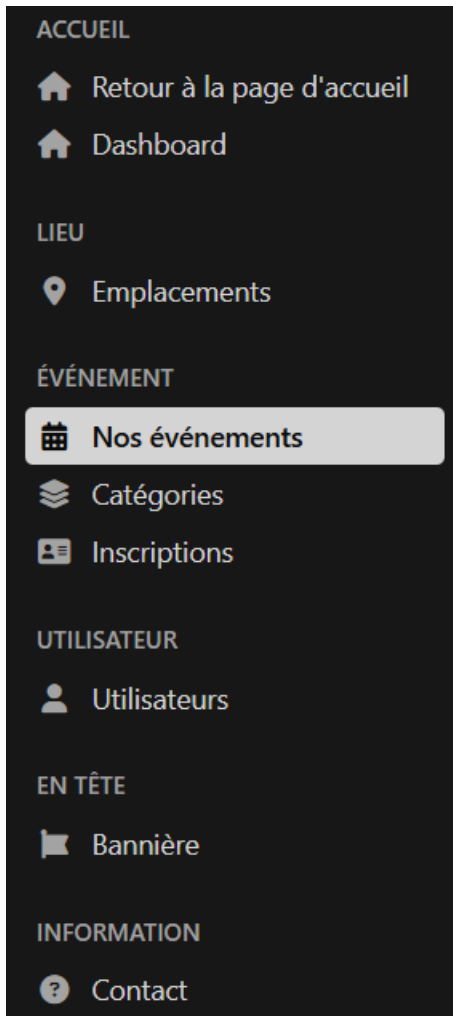 ACCUEIL
Retour à la page d'accueil
Dashboard
LIEU
Emplacements
ÉVÉNEMENT
Nos événements
Catégories
Inscriptions
UTILISATEUR
Utilisateurs
EN TÊTE
Bannière
INFORMATION
Contact